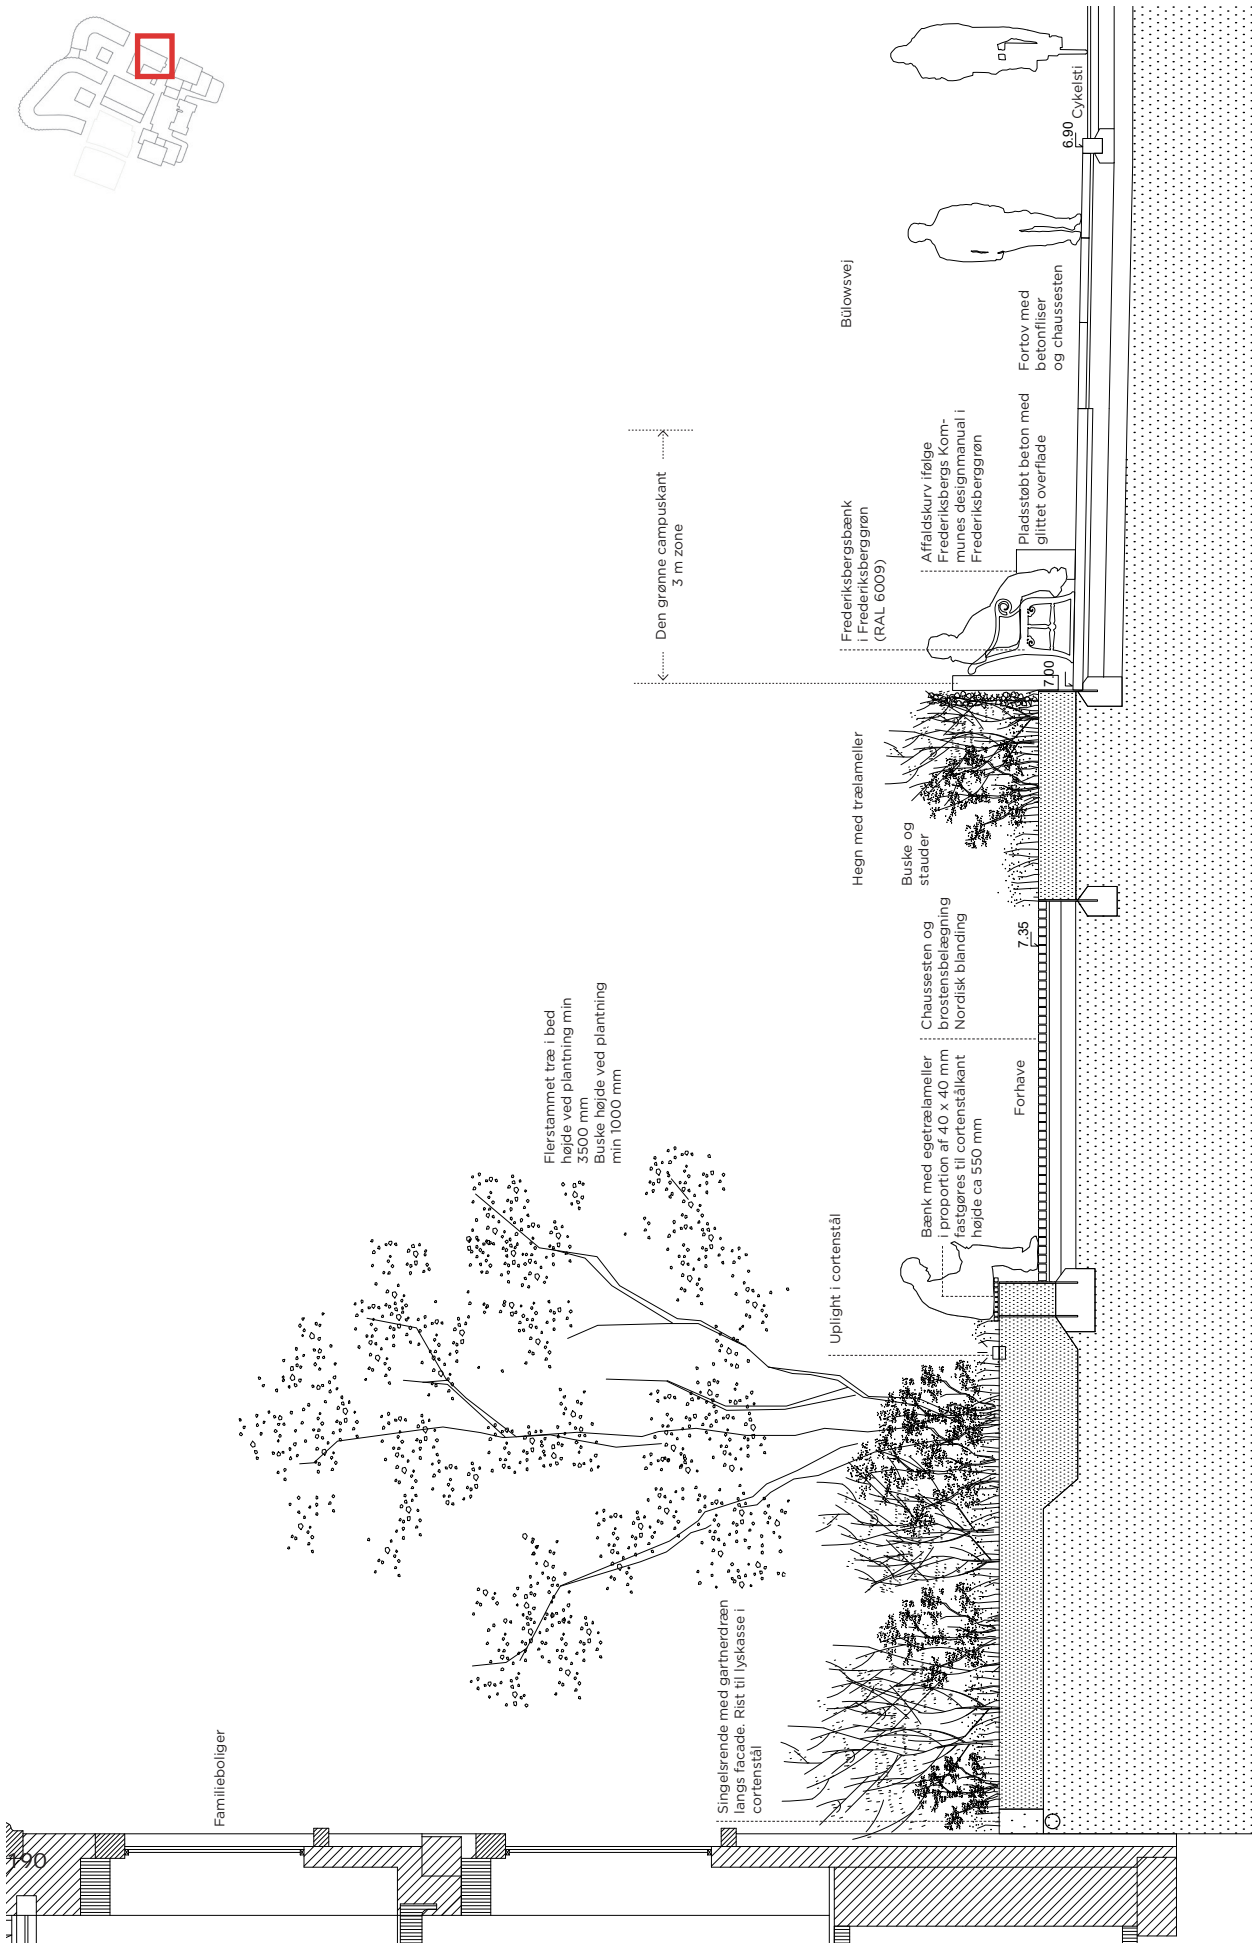 Familieboliger
Singelsrende med gartnerdræn
langs facade. Rist til lyskasse i
cortenstål
Flerstammet træ i bed
højde ved plantning min
3500 mm
Buske højde ved plantning
min 1000 mm
Uplight i cortenstål
Bænk med egetrælameller
i proportion af 40 x 40 mm
fastgøres til cortenstålkant
højde ca 550 mm
Forhave
Chaussesten og
brostensbelægning
Nordisk blanding
7.35
Hegn med trælameller
Buske og
stauder
Den grønne campuskant
3 m zone
7.00
Frederiksbergsbænk
i Frederiksberggrøn
(RAL 6009)
Affaldskurv ifølge
Frederiksbergs Kom-
munes designmanual i
Frederiksberggrøn
Pladsstøbt beton med
glittet overflade
Bülowsvej
Fortov med
betonfliser
og chaussesten
6.90
Cykelsti
190